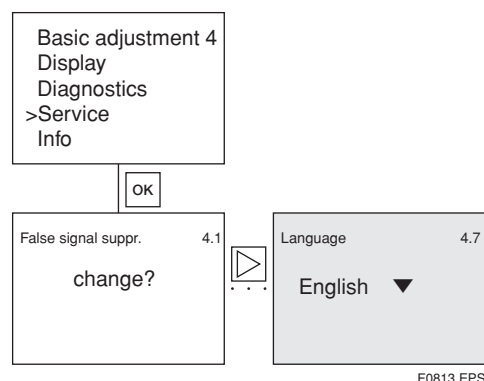 Basic adjustment 4
Display
Diagnostics
>Service
Info
OK
False signal suppr. 4.1
change?
Language 4.7
English ▼
F0813.EPS